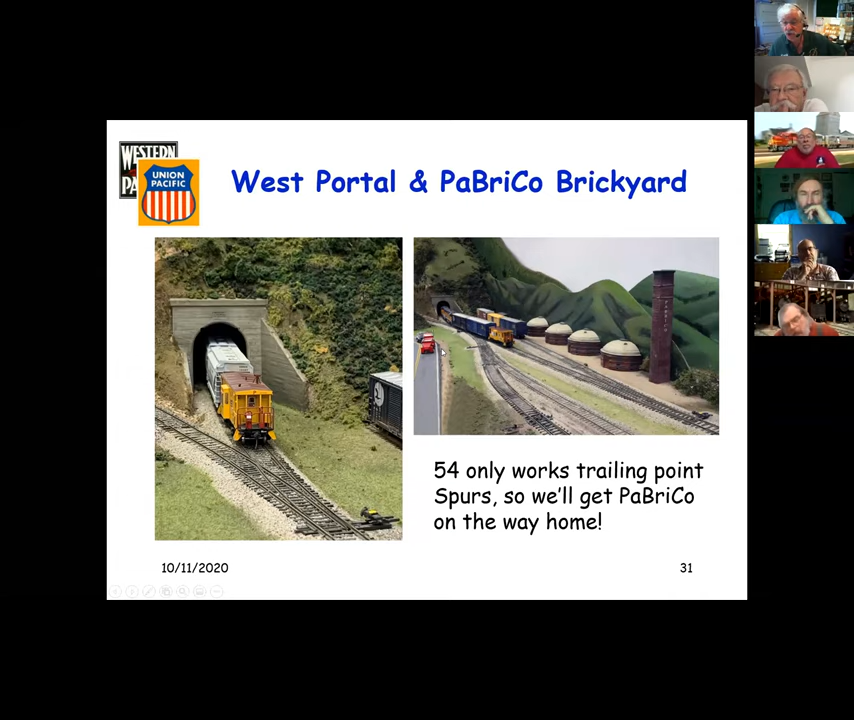 WESTERN
PA
UNION
PACIFIC
West Portal & PaBriCo Brickyard
54 only works trailing point
Spurs, so we'll get PaBriCo
on the way home!
10/11/2020
31